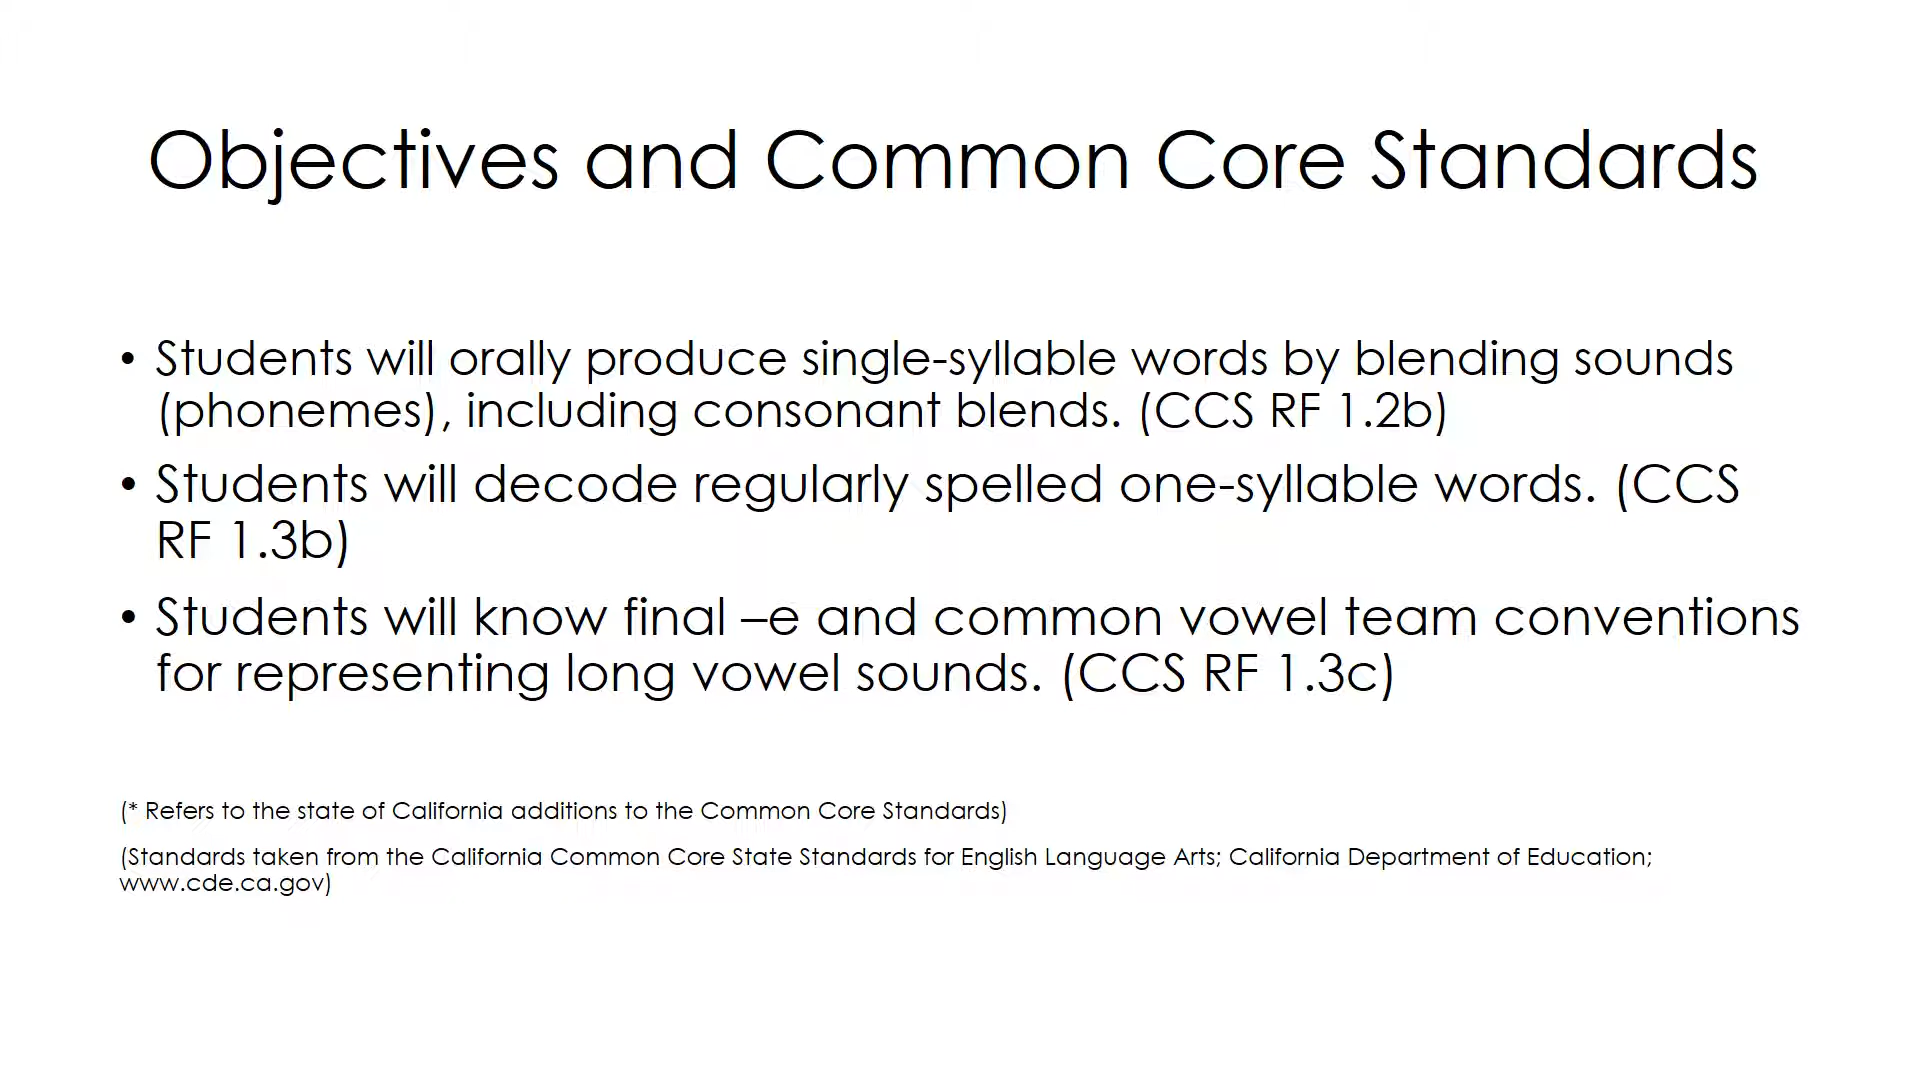 Objectives and Common Core Standards
• Students will orally produce single-syllable words by blending sounds
(phonemes), including consonant blends. (CCS RF 1.2b)
• Students will decode regularly spelled one-syllable words. (CCS
RF 1.3b)
• Students will know final –e and common vowel team conventions
for representing long vowel sounds. (CCS RF 1.3c)
(* Refers to the state of California additions to the Common Core Standards)
(Standards taken from the California Common Core State Standards for English Language Arts; California Department of Education;
www.cde.ca.gov)